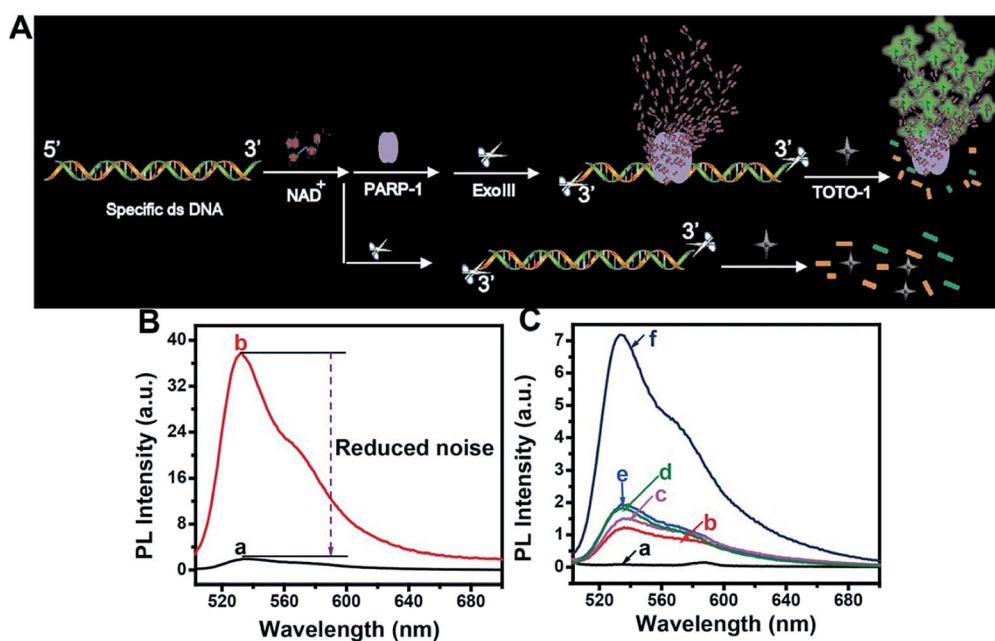 A
5’
3’
Specific ds DNA
NAD+
PARP-1
ExoIII
3’
3’
TOTO-1
3’
3’
B
40
36
32
24
16
8
0
PL Intensity (a.u.)
b
a
Reduced noise
520 560 600 640 680
Wavelength (nm)
C
7
6
5
4
3
2
1
0
PL Intensity (a.u.)
f
e
d
c
b
a
520 560 600 640 680
Wavelength (nm)